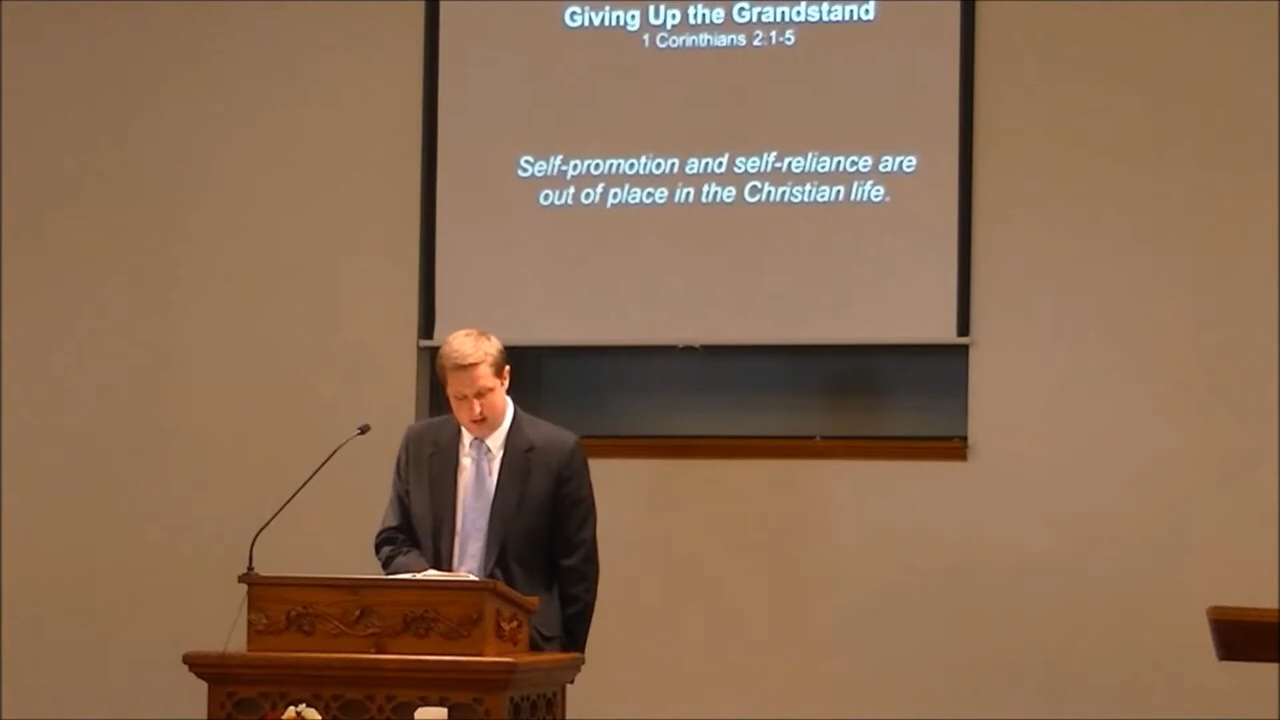 Giving Up the Grandstand
1 Corinthians 2:1-5
Self-promotion and self-reliance are
out of place in the Christian life.